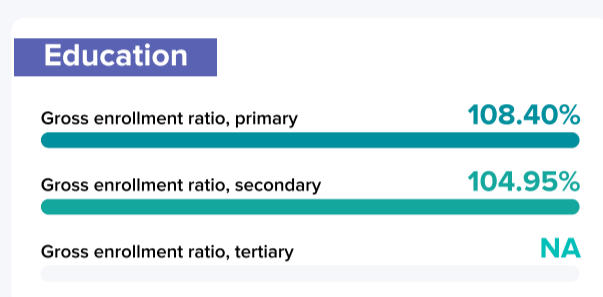 Education
Gross enrollment ratio, primary 108.40%
Gross enrollment ratio, secondary 104.95%
Gross enrollment ratio, tertiary NA